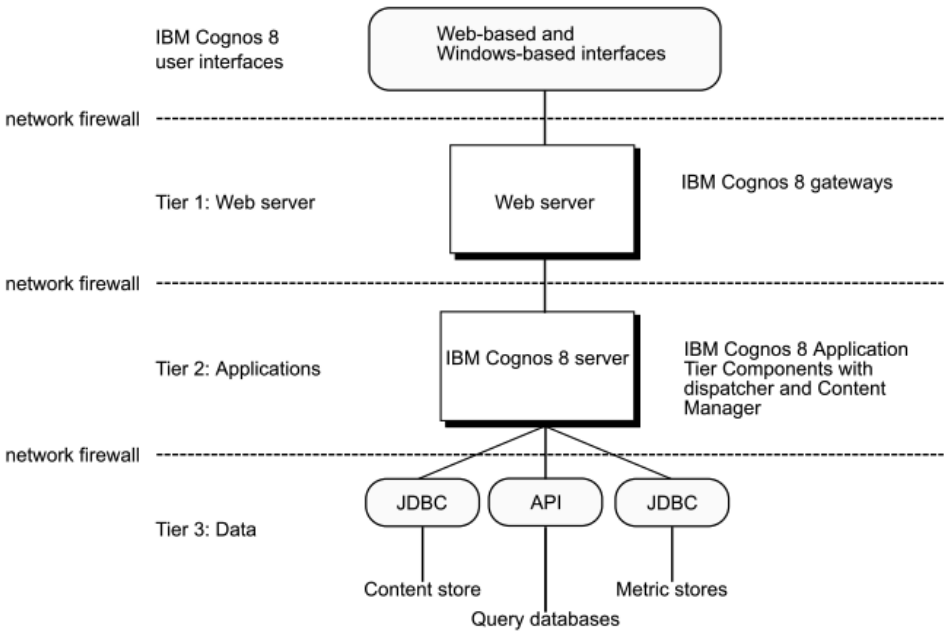 IBM Cognos 8
user interfaces
Web-based and
Windows-based interfaces
network firewall
Tier 1: Web server
Web server
IBM Cognos 8 gateways
network firewall
Tier 2: Applications
IBM Cognos 8 server
IBM Cognos 8 Application
Tier Components with
dispatcher and Content
Manager
network firewall
Tier 3: Data
JDBC
API
JDBC
Content store
Query databases
Metric stores